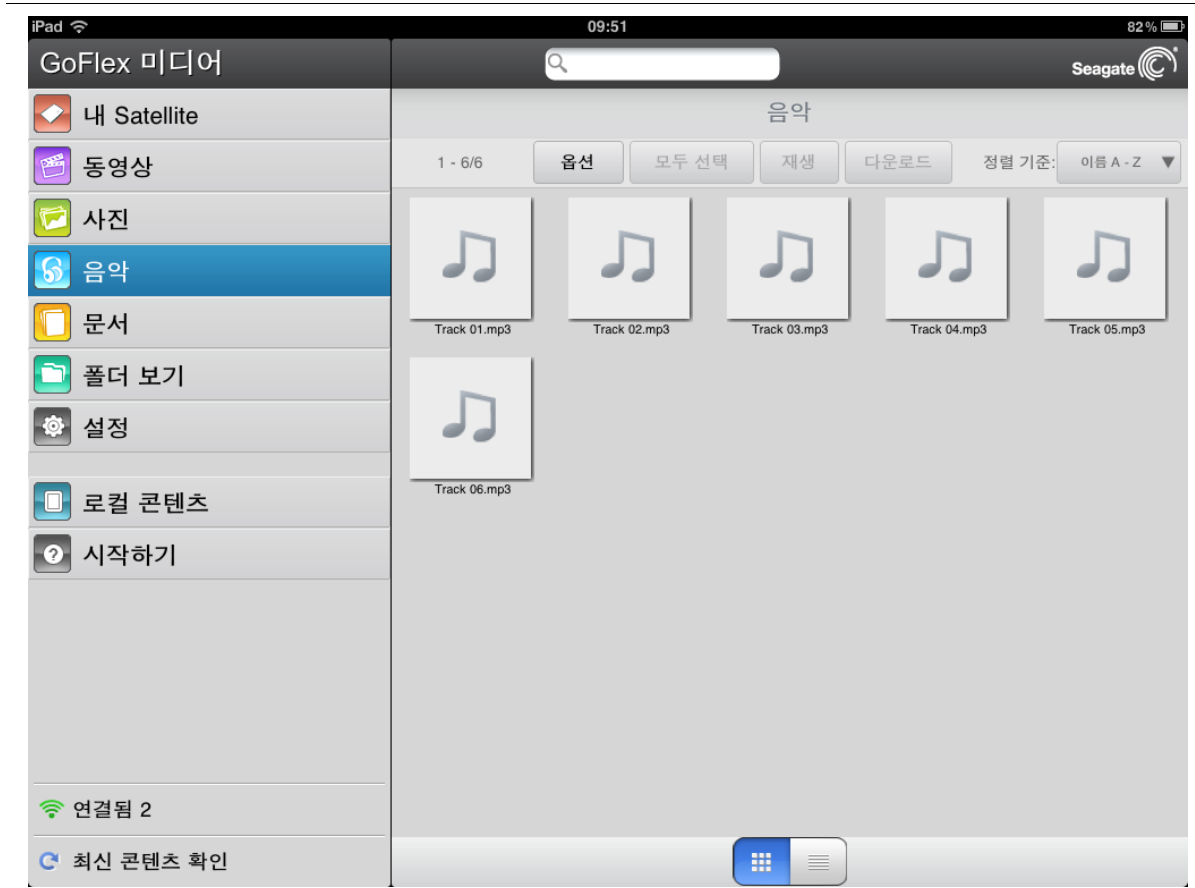 iPad 09:51 82%
GoFlex 미디어
Seagate
내 Satellite
동영상
사진
음악
문서
폴더 보기
설정
로컬 콘텐츠
시작하기
연결됨 2
최신 콘텐츠 확인
음악
1 - 6/6 옵션 모두 선택 재생 다운로드 정렬 기준: 이름 A - Z
Track 01.mp3 Track 02.mp3 Track 03.mp3 Track 04.mp3 Track 05.mp3
Track 06.mp3